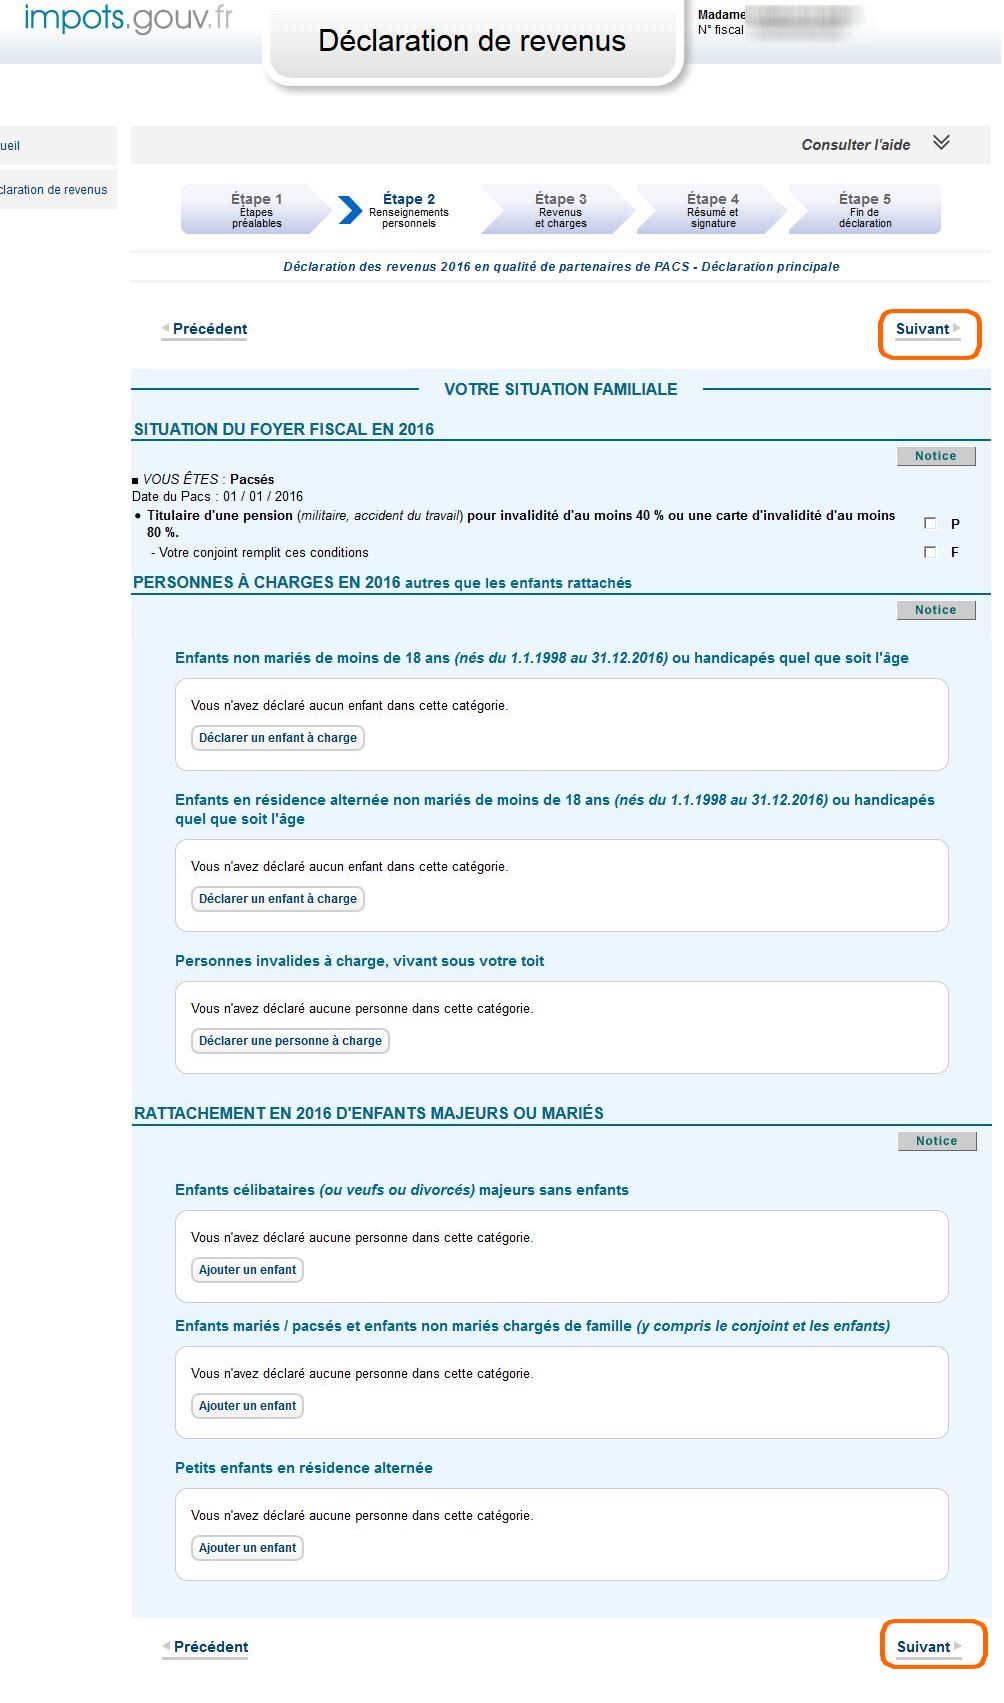 impots.gouv.fr
Déclaration de revenus
Madame
N° fiscal
ueil
claration de revenus
Consulter l'aide
Étape 1
Étapes
préalables
Étape 2
Renseignements
personnels
Étape 3
Revenus
et charges
Étape 4
Résumé et
signature
Étape 5
Fin de
déclaration
Déclaration des revenus 2016 en qualité de partenaires de PACS - Déclaration principale
Précédent
Suivant
VOTRE SITUATION FAMILIALE
SITUATION DU FOYER FISCAL EN 2016
Notice
VOUS ÊTES : Pacsés
Date du Pacs : 01 / 01 / 2016
• Titulaire d'une pension (militaire, accident du travail) pour invalidité d'au moins 40 % ou une carte d'invalidité d'au moins
80 %.
P
- Votre conjoint remplit ces conditions
F
PERSONNES À CHARGES EN 2016 autres que les enfants rattachés
Notice
Enfants non mariés de moins de 18 ans (nés du 1.1.1998 au 31.12.2016) ou handicapés quel que soit l'âge
Vous n'avez déclaré aucun enfant dans cette catégorie.
Déclarer un enfant à charge
Enfants en résidence alternée non mariés de moins de 18 ans (nés du 1.1.1998 au 31.12.2016) ou handicapés
quel que soit l'âge
Vous n'avez déclaré aucun enfant dans cette catégorie.
Déclarer un enfant à charge
Personnes invalides à charge, vivant sous votre toit
Vous n'avez déclaré aucune personne dans cette catégorie.
Déclarer une personne à charge
RATTACHEMENT EN 2016 D'ENFANTS MAJEURS OU MARIÉS
Notice
Enfants célibataires (ou veufs ou divorcés) majeurs sans enfants
Vous n'avez déclaré aucune personne dans cette catégorie.
Ajouter un enfant
Enfants mariés / pacsés et enfants non mariés chargés de famille (y compris le conjoint et les enfants)
Vous n'avez déclaré aucune personne dans cette catégorie.
Ajouter un enfant
Petits enfants en résidence alternée
Vous n'avez déclaré aucune personne dans cette catégorie.
Ajouter un enfant
Précédent
Suivant